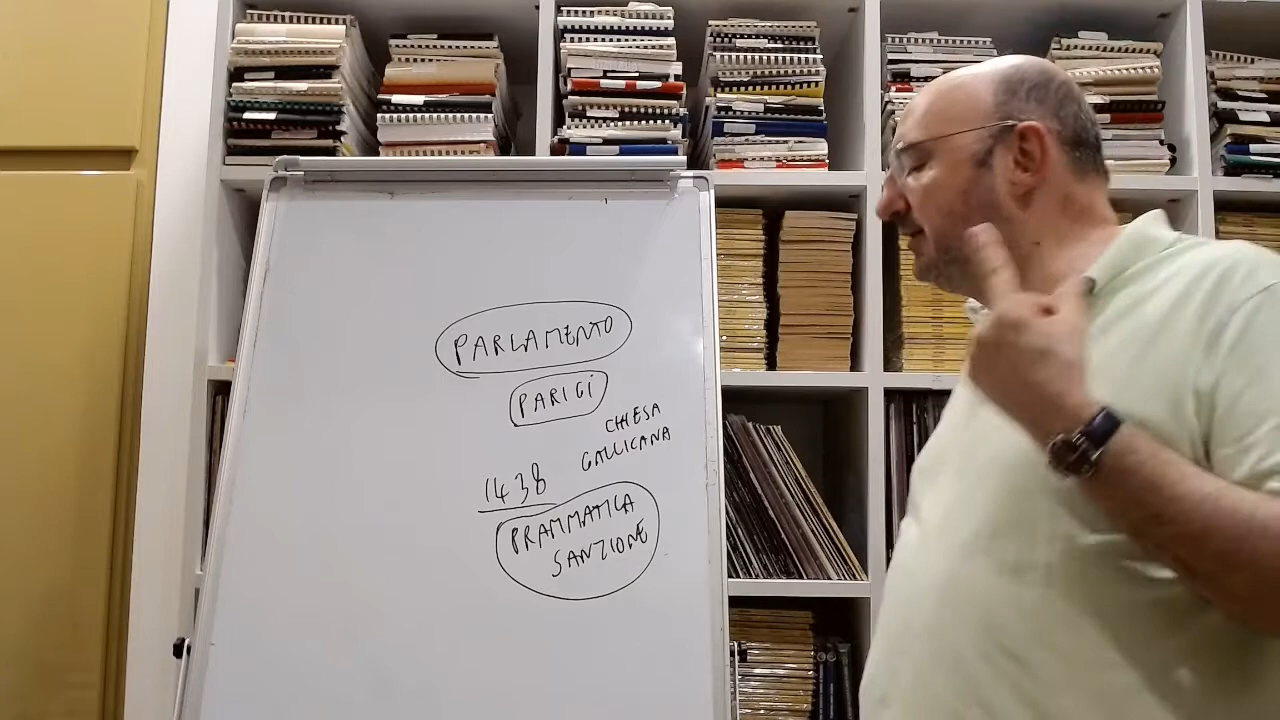 PARLAMENTO
PARIGI
CHIESA
GALLICANA
1438
PRAMMATICA
SANZIONE